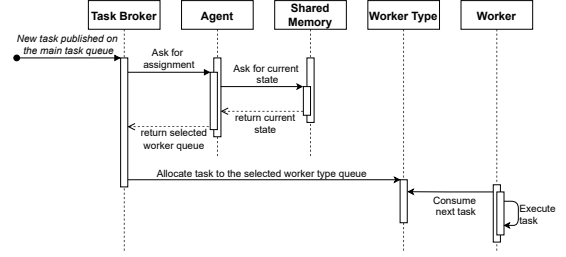 Task Broker
Agent
Shared
Memory
Worker Type
Worker
New task published on
the main task queue
Ask for
assignment
Ask for current
state
return current
state
return selected
worker queue
Allocate task to the selected worker type queue
Consume
next task
Execute
task